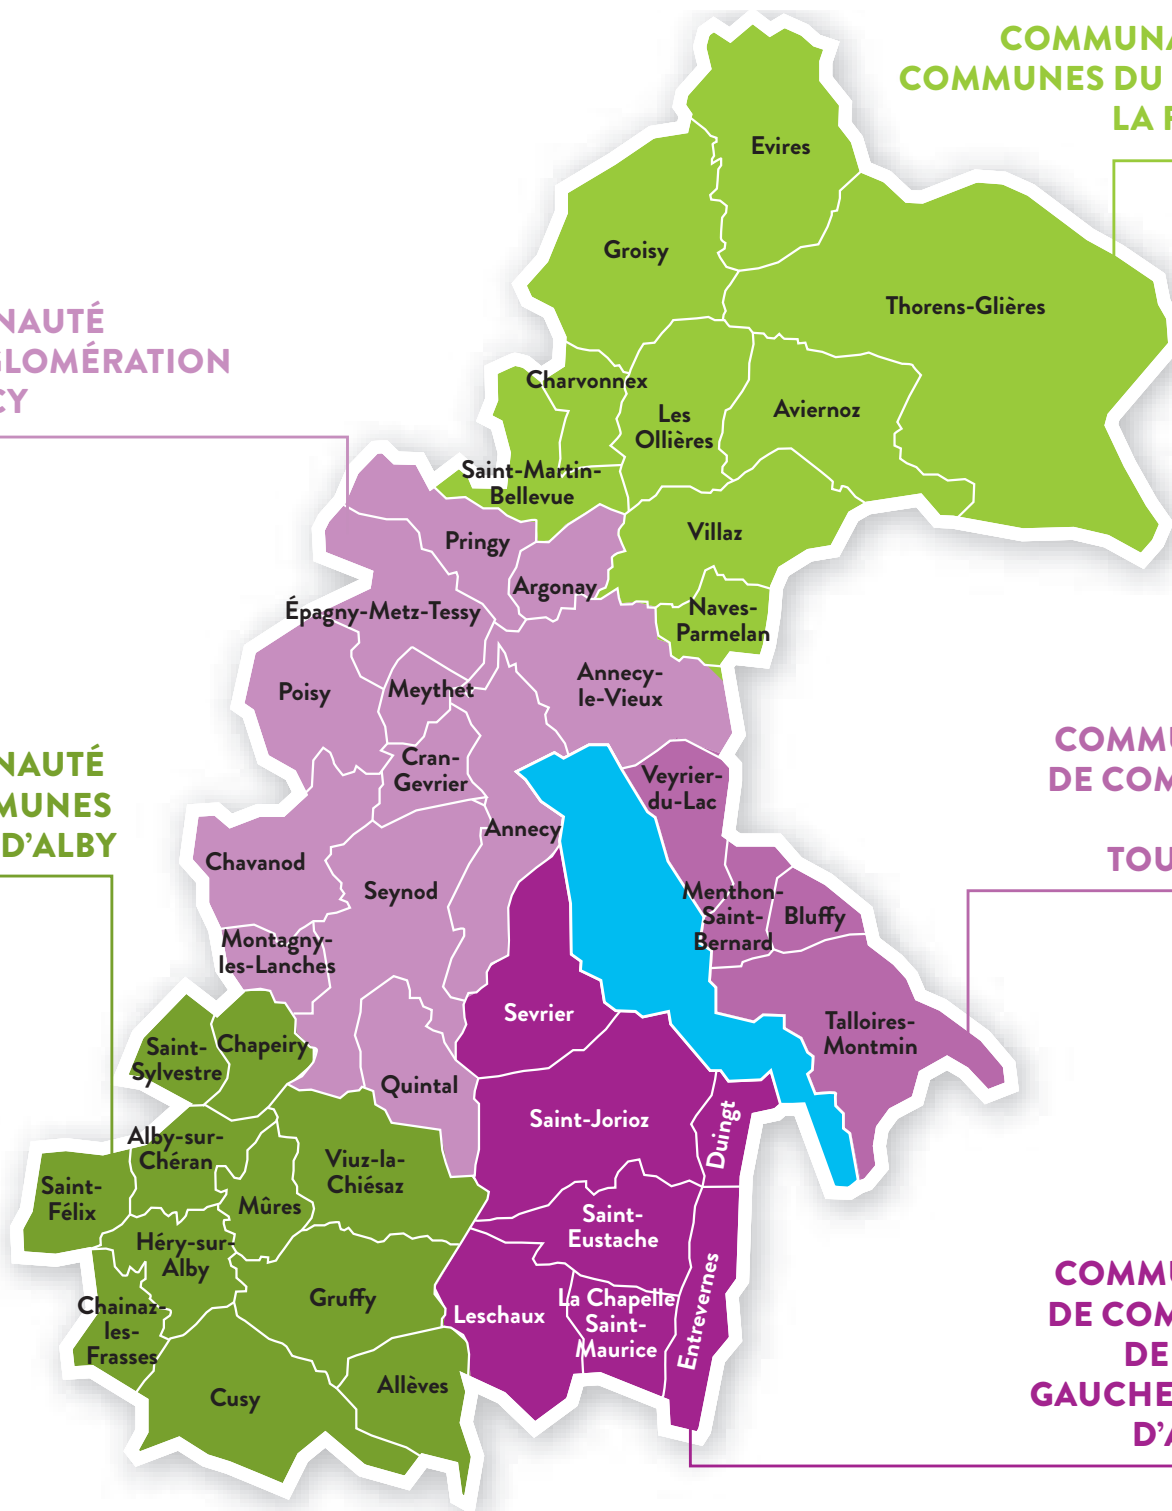 COMMUNA
COMMUNES DU
LA
Evires
Groisy
Thorens-Glières
NAUTÉ
GLOMÉRATION
CY
Charvonnex
Les
Ollières
Aviernoz
Saint-Martin-
Bellevue
Villaz
Pringy
Argonay
Épagny-Metz-Tessy
Naves-
Parmelan
Poisy
Meythet
Annecy-
le-Vieux
Cran-
Gevrier
Veyrier-
du-Lac
COMMU
DE COM
TOU
NAUTÉ
MUNES
D'ALBY
Annecy
Chavanod
Seynod
Menthon-
Saint-
Bernard
Bluffy
Montagny-
les-Lanches
Sevrier
Talloires-
Montmin
Saint-
Sylvestre
Chapeiry
Quintal
Saint-Jorioz
Duingt
Alby-sur-
Chéran
Viuz-la-
Chiésaz
Saint-
Félix
Mûres
Saint-
Eustache
Héry-sur-
Alby
Gruffy
Leschaux
La Chapelle
Saint-
Maurice
Entrevernes
Chainaz-
les-
Frasses
Cusy
Allèves
COMMU
DE COM
DE
GAUCHE
D'A